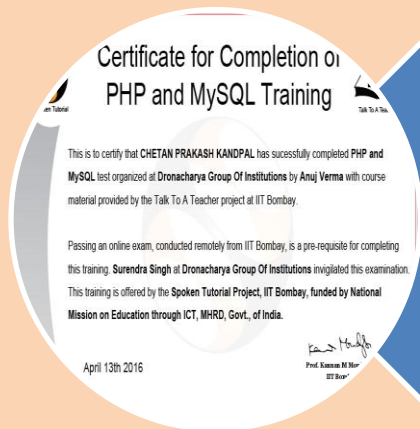 Certificate for Completion of
PHP and MySQL Training
Spoken Tutorial
Talk To A
This is to certify that CHETAN PRAKASH KANDPAL has sucessfully completed PHP and
MySQL test organized at Dronacharya Group Of Institutions by Anuj Verma with course
material provided by the Talk To A Teacher project at IIT Bombay.
Passing an online exam, conducted remotely from IIT Bombay, is a pre-requisite for completing
this training. Surendra Singh at Dronacharya Group Of Institutions invigilated this examination.
This training is offered by the Spoken Tutorial Project, IIT Bombay, funded by National
Mission on Education through ICT, MHRD, Govt., of India.
April 13th 2016
Prof. Kannan M
IIT